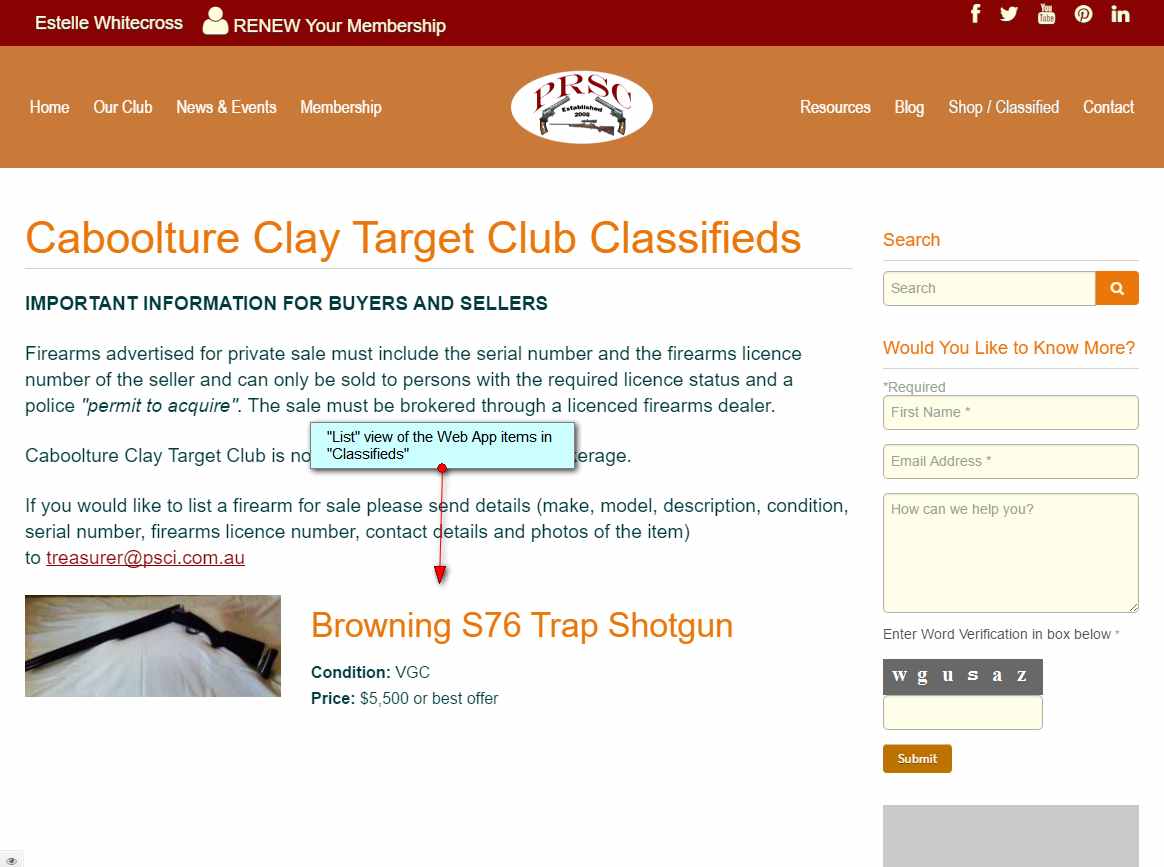 Estelle Whitecross RENEW Your Membership
Home Our Club News & Events Membership
PRSC
Established
2008
Resources Blog Shop / Classified Contact
Caboolture Clay Target Club Classifieds
IMPORTANT INFORMATION FOR BUYERS AND SELLERS
Firearms advertised for private sale must include the serial number and the firearms licence
number of the seller and can only be sold to persons with the required licence status and a
police "permit to acquire". The sale must be brokered through a licenced firearms dealer.
"List" view of the Web App items in
"Classifieds"
Caboolture Clay Target Club is no
erage.
If you would like to list a firearm for sale please send details (make, model, description, condition,
serial number, firearms licence number, contact details and photos of the item)
to treasurer@psci.com.au
Browning S76 Trap Shotgun
Condition: VGC
Price: $5,500 or best offer
Search
Search
Would You Like to Know More?
*Required
First Name *
Email Address *
How can we help you?
Enter Word Verification in box below *
w g u s a z
Submit